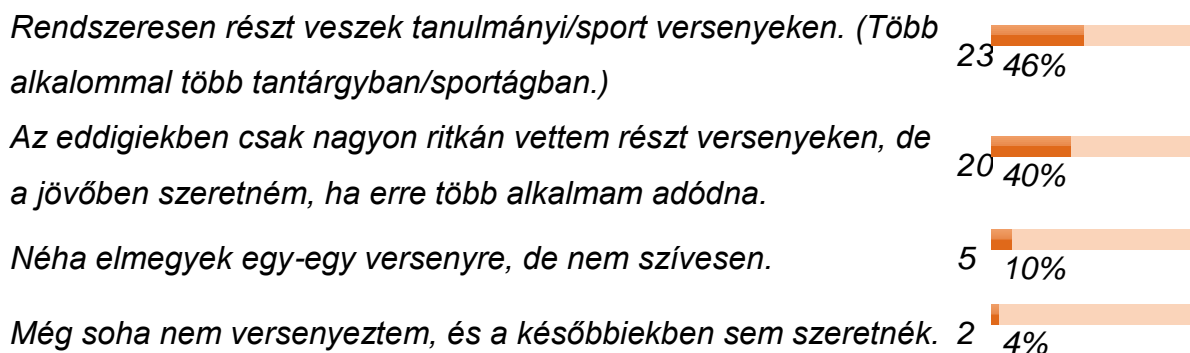 Rendszeresen részt veszek tanulmányi/sport versenyeken. (Több
alkalommal több tantárgyban/sportágban.)
23
46%
Az eddigiekben csak nagyon ritkán vettem részt versenyeken, de
a jövőben szeretném, ha erre több alkalmam adódna.
20
40%
Néha elmegyek egy-egy versenyre, de nem szívesen.
5
10%
Még soha nem versenyeztem, és a későbbiekben sem szeretnék.
2
4%